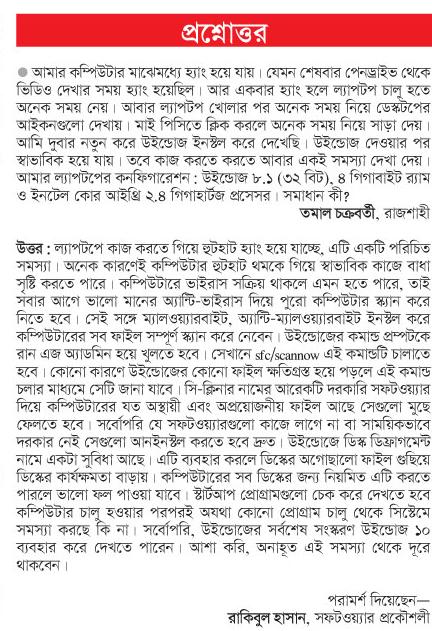 প্রশ্নোত্তর
● আমার কম্পিউটার মাঝেমধ্যে হ্যাং হয়ে যায়। যেমন শেষবার পেনড্রাইভ থেকে
ভিডিও দেখার সময় হ্যাং হয়েছিল। আর একবার হ্যাং হলে ল্যাপটপ চালু হতে
অনেক সময় নেয়। আবার ল্যাপটপ খোলার পর অনেক সময় নিয়ে ডেস্কটপের
আইকনগুলো দেখায়। মাই পিসিতে ক্লিক করলে অনেক সময় নিয়ে সাড়া দেয়।
আমি দুবার নতুন করে উইন্ডোজ ইনস্টল করে দেখেছি। উইন্ডোজ দেওয়ার পর
স্বাভাবিক হয়ে যায়। তবে কাজ করতে করতে আবার একই সমস্যা দেখা দেয়।
আমার ল্যাপটপের কনফিগারেশন : উইন্ডোজ ৮.১ (৩২ বিট), ৪ গিগাবাইট র‍্যাম
ও ইনটেল কোর আইথ্রি ২.৪ গিগাহার্টজ প্রসেসর। সমাধান কী?
তমাল চক্রবর্তী, রাজশাহী
উত্তর : ল্যাপটপে কাজ করতে গিয়ে হুটহাট হ্যাং হয়ে যাচ্ছে, এটি একটি পরিচিত
সমস্যা। অনেক কারণেই কম্পিউটার হুটহাট থমকে গিয়ে স্বাভাবিক কাজে বাধা
সৃষ্টি করতে পারে। কম্পিউটারে ভাইরাস সক্রিয় থাকলে এমন হতে পারে, তাই
সবার আগে ভালো মানের অ্যান্টি-ভাইরাস দিয়ে পুরো কম্পিউটার স্ক্যান করে
নিতে হবে। সেই সঙ্গে ম্যালওয়্যারবাইট, অ্যান্টি-ম্যালওয়্যারবাইট ইনস্টল করে
কম্পিউটারের সব ফাইল সম্পূর্ণ স্ক্যান করে নেবেন। উইন্ডোজের কমান্ড প্রম্পটকে
রান এজ অ্যাডমিন হয়ে খুলতে হবে। সেখানে sfc/scannow এই কমান্ডটি চালাতে
হবে। কোনো কারণে উইন্ডোজের কোনো ফাইল ক্ষতিগ্রস্ত হয়ে পড়লে এই কমান্ড
চলার মাধ্যমে সেটি জানা যাবে। সি-ক্লিনার নামের আরেকটি দরকারি সফটওয়্যার
দিয়ে কম্পিউটারের যত অস্থায়ী এবং অপ্রয়োজনীয় ফাইল আছে সেগুলো মুছে
ফেলতে হবে। সর্বোপরি যে সফটওয়্যারগুলো কাজে লাগে না বা সাময়িকভাবে
দরকার নেই সেগুলো আনইনস্টল করতে হবে দ্রুত। উইন্ডোজে ডিস্ক ডিফ্রাগমেন্ট
নামে একটা সুবিধা আছে। এটি ব্যবহার করলে ডিস্কের অগোছালো ফাইল গুছিয়ে
ডিস্কের কার্যক্ষমতা বাড়ায়। কম্পিউটারের সব ডিস্কের জন্য নিয়মিত এটি করতে
পারলে ভালো ফল পাওয়া যাবে। স্টার্টআপ প্রোগ্রামগুলো চেক করে দেখতে হবে
কম্পিউটার চালু হওয়ার পরপরই অযথা কোনো প্রোগ্রাম চালু থেকে সিস্টেমে
সমস্যা করছে কি না। সর্বোপরি, উইন্ডোজের সর্বশেষ সংস্করণ উইন্ডোজ ১০
ব্যবহার করে দেখতে পারেন। আশা করি, অনাহূত এই সমস্যা থেকে দূরে
থাকবেন।
পরামর্শ দিয়েছেন—
রাকিবুল হাসান, সফটওয়্যার প্রকৌশলী